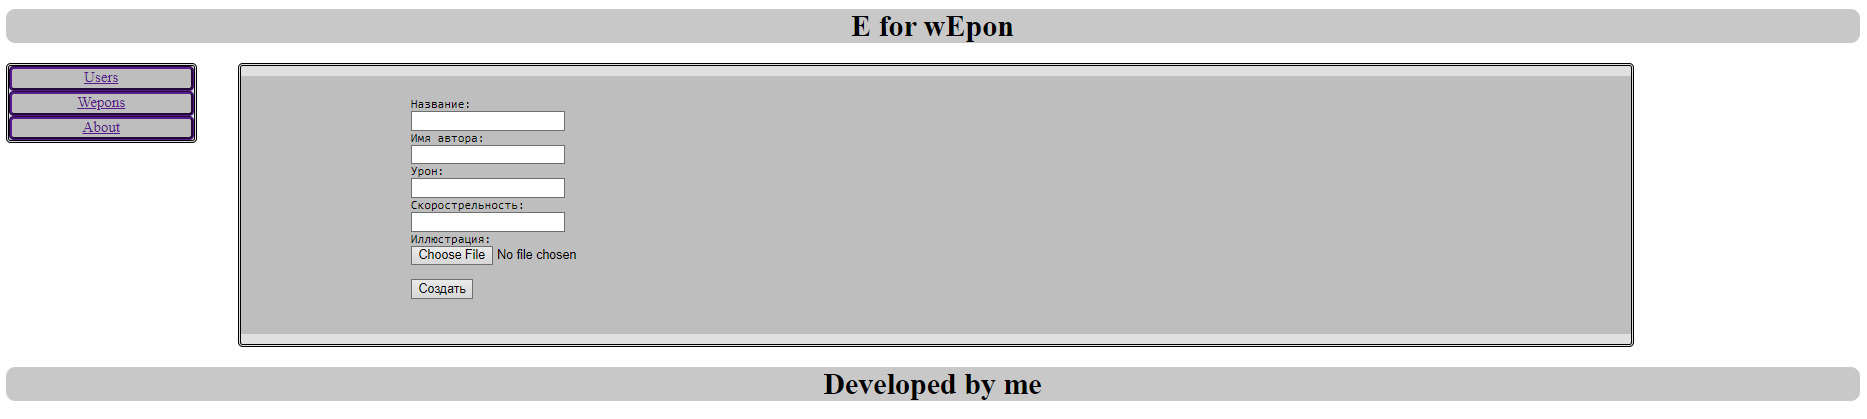 E for wEpon
Users
Wepons
About
Название:
Имя автора:
Урон:
Скорострельность:
Иллюстрация:
Choose File No file chosen
Создать
Developed by me